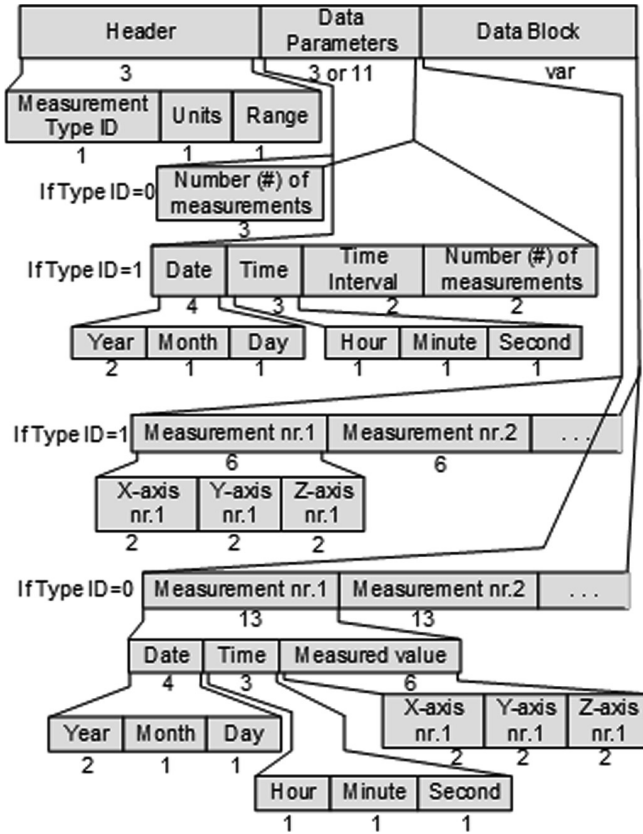 Header Data Parameters Data Block
3 3 or 11 var
Measurement Type ID Units Range
1 1 1
If Type ID=0 Number (#) of measurements
3
If Type ID=1 Date Time Time Interval Number (#) of measurements
4 3 2 2
Year Month Day Hour Minute Second
2 1 1 1 1 1
If Type ID=1 Measurement nr.1 Measurement nr.2 . . .
6 6
X-axis nr.1 Y-axis nr.1 Z-axis nr.1
2 2 2
If Type ID=0 Measurement nr.1 Measurement nr.2 . . .
13 13
Date Time Measured value
4 3 6
X-axis nr.1 Y-axis nr.1 Z-axis nr.1
2 2 2
Year Month Day
2 1 1
Hour Minute Second
1 1 1